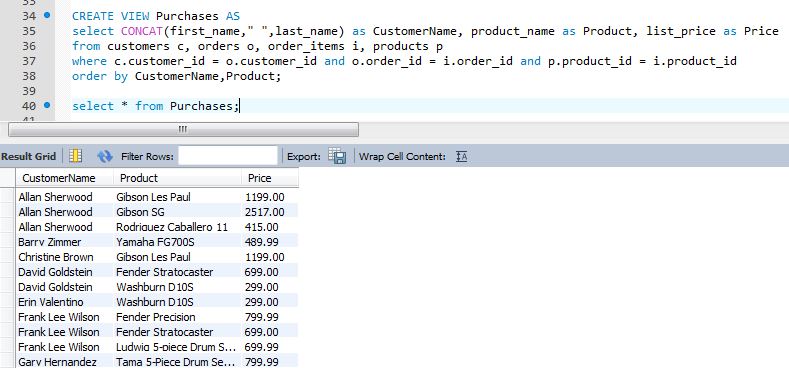 33
34 CREATE VIEW Purchases AS
35 select CONCAT(first_name," ",last_name) as CustomerName, product_name as Product, list_price as Price
36 from customers c, orders o, order_items i, products p
37 where c.customer_id = o.customer_id and o.order_id = i.order_id and p.product_id = i.product_id
38 order by CustomerName,Product;
39
40 select * from Purchases;
41
Result Grid Filter Rows: Export: Wrap Cell Content:
CustomerName Product Price
Allan Sherwood Gibson Les Paul 1199.00
Allan Sherwood Gibson SG 2517.00
Allan Sherwood Rodriguez Caballero 11 415.00
Barry Zimmer Yamaha FG700S 489.99
Christine Brown Gibson Les Paul 1199.00
David Goldstein Fender Stratocaster 699.00
David Goldstein Washburn D10S 299.00
Erin Valentino Washburn D10S 299.00
Frank Lee Wilson Fender Precision 799.99
Frank Lee Wilson Fender Stratocaster 699.00
Frank Lee Wilson Ludwig 5-piece Drum S... 799.99
Gary Hernandez Tama 5-Piece Drum Se... 799.99